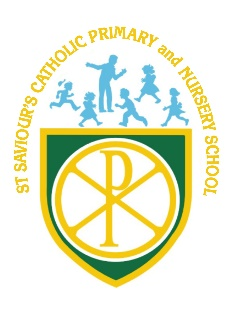 ST SAVIOUR'S CATHOLIC PRIMARY and NURSERY SCHOOL
P